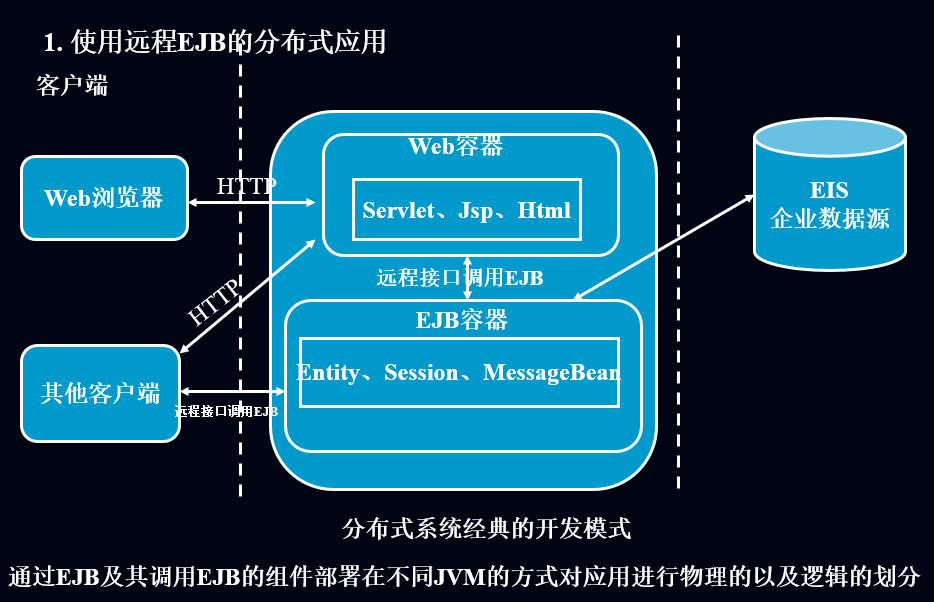 1. 使用远程EJB的分布式应用
客户端
Web容器
Web浏览器
HTTP
Servlet、Jsp、Html
EIS
企业数据源
远程接口调用EJB
HTTP
EJB容器
Entity、Session、MessageBean
其他客户端
远程接口调用EJB
分布式系统经典的开发模式
通过EJB及其调用EJB的组件部署在不同JVM的方式对应用进行物理的以及逻辑的划分